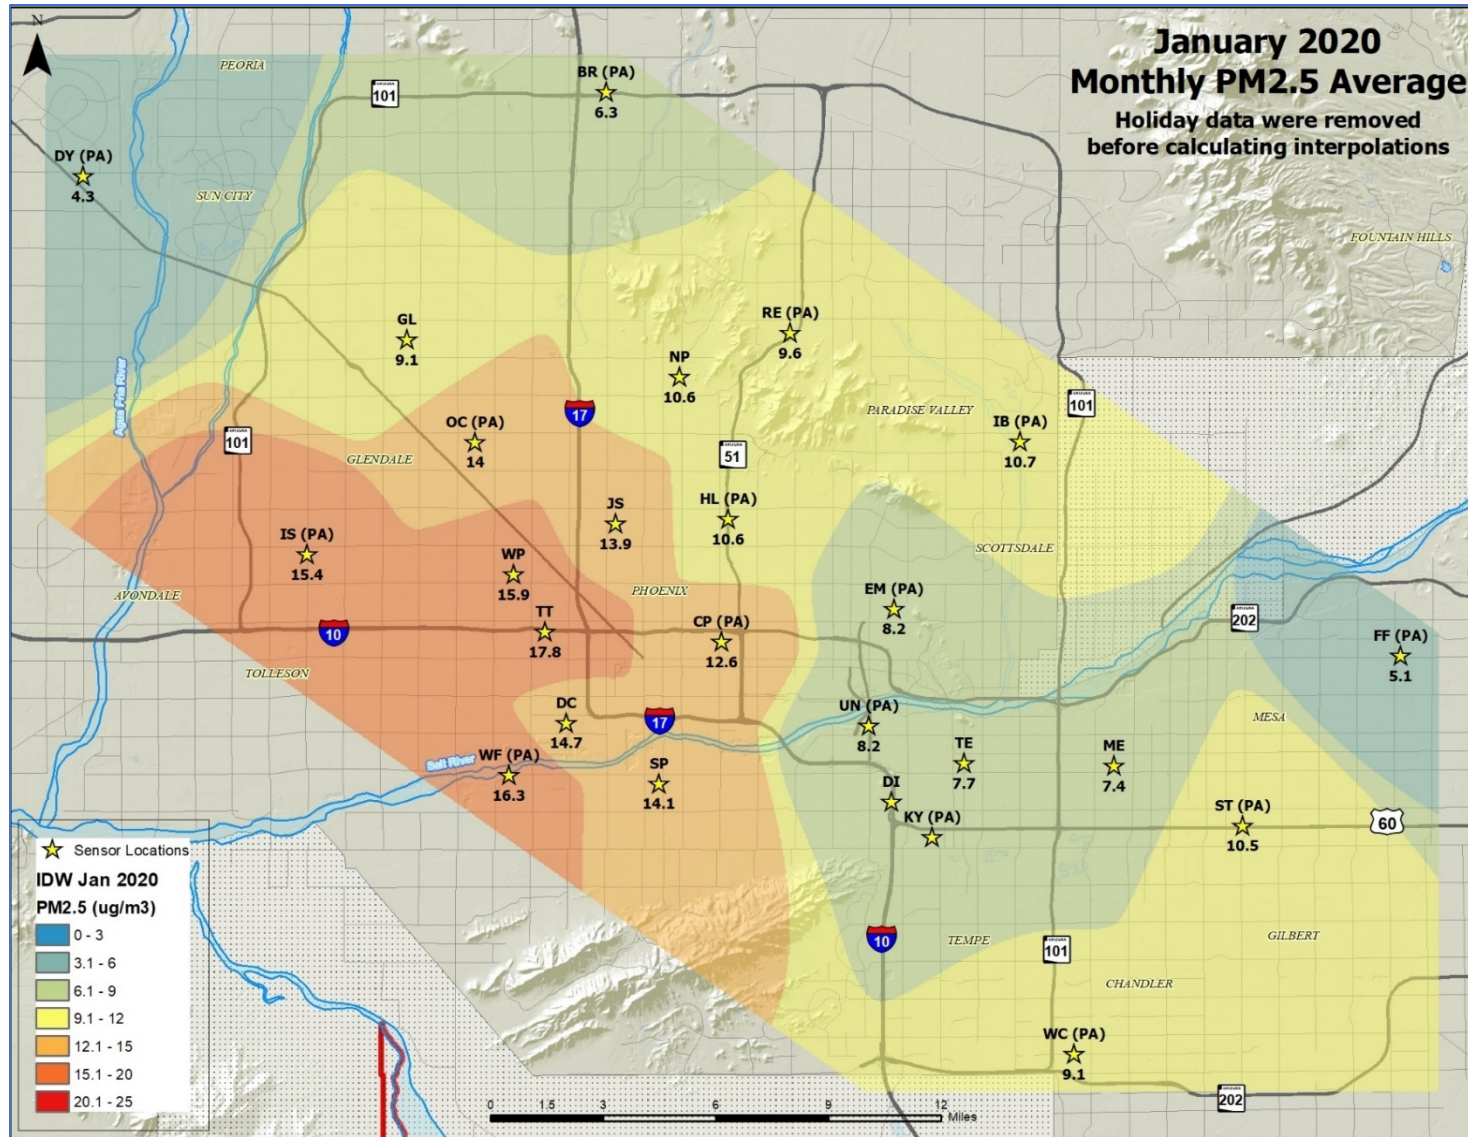 January 2020
Monthly PM2.5 Average
Holiday data were removed
before calculating interpolations
N
PEORIA
ARIZONA
101
BR (PA)
6.3
DY (PA)
4.3
SUN CITY
FOUNTAIN HILLS
GL
9.1
RE (PA)
9.6
NP
10.6
Agua Fria River
17
PARADISE VALLEY
ARIZONA
101
OC (PA)
14
IB (PA)
10.7
ARIZONA
101
GLENDALE
ARIZONA
51
JS
13.9
HL (PA)
10.6
IS (PA)
15.4
WP
15.9
SCOTTSDALE
AVONDALE
PHOENIX
EM (PA)
8.2
TT
17.8
CP (PA)
12.6
ARIZONA
202
10
FF (PA)
5.1
TOLLESON
DC
14.7
17
UN (PA)
8.2
MESA
WF (PA)
16.3
Salt River
SP
14.1
TE
7.7
ME
7.4
DI
KY (PA)
ST (PA)
10.5
60
10
TEMPE
ARIZONA
101
GILBERT
CHANDLER
WC (PA)
9.1
ARIZONA
202
Sensor Locations
IDW Jan 2020
PM2.5 (ug/m3)
0 - 3
3.1 - 6
6.1 - 9
9.1 - 12
12.1 - 15
15.1 - 20
20.1 - 25
0 1.5 3 6 9 12
Miles